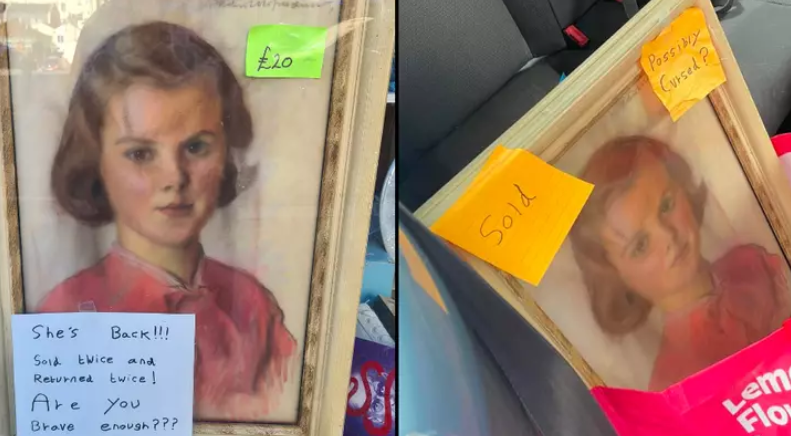 £20
She's Back!!!
Sold twice and
Returned twice!
Are you
Brave enough???
Possibly
Cursed?
Sold